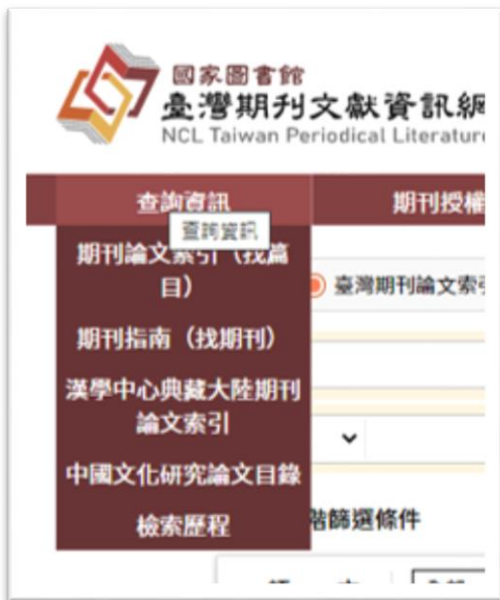 國家圖書館
臺灣期刊文獻資訊網
NCL Taiwan Periodical Literature
查詢資訊
期刊授權
查詢資訊
期刊論文索引（找篇
目）
臺灣期刊論文索引
期刊指南（找期刊）
漢學中心典藏大陸期刊
論文索引
中國文化研究論文目錄
檢索歷程
階篩選條件